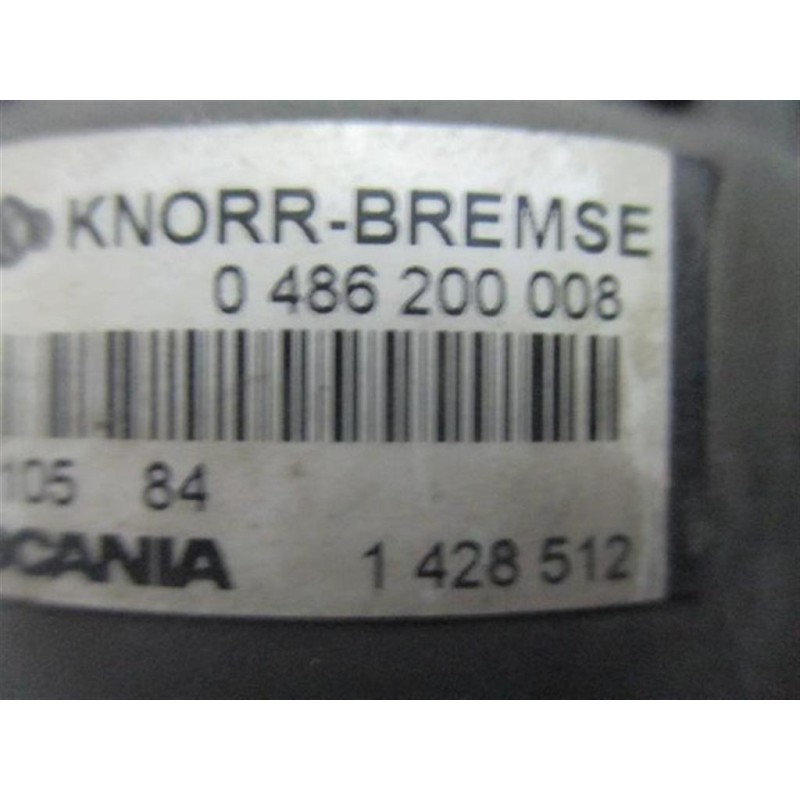 KNORR-BREMSE
0 486 200 008
105 84
SCANIA 1 428 512